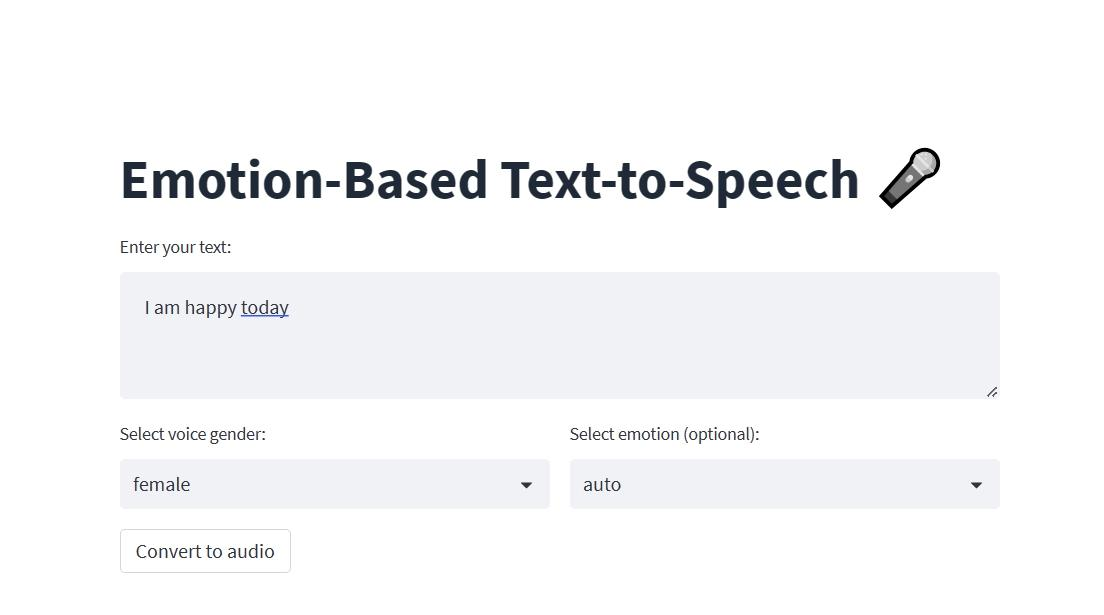 Emotion-Based Text-to-Speech 🎤
Enter your text:
I am happy today
Select voice gender:
Select emotion (optional):
female
auto
Convert to audio